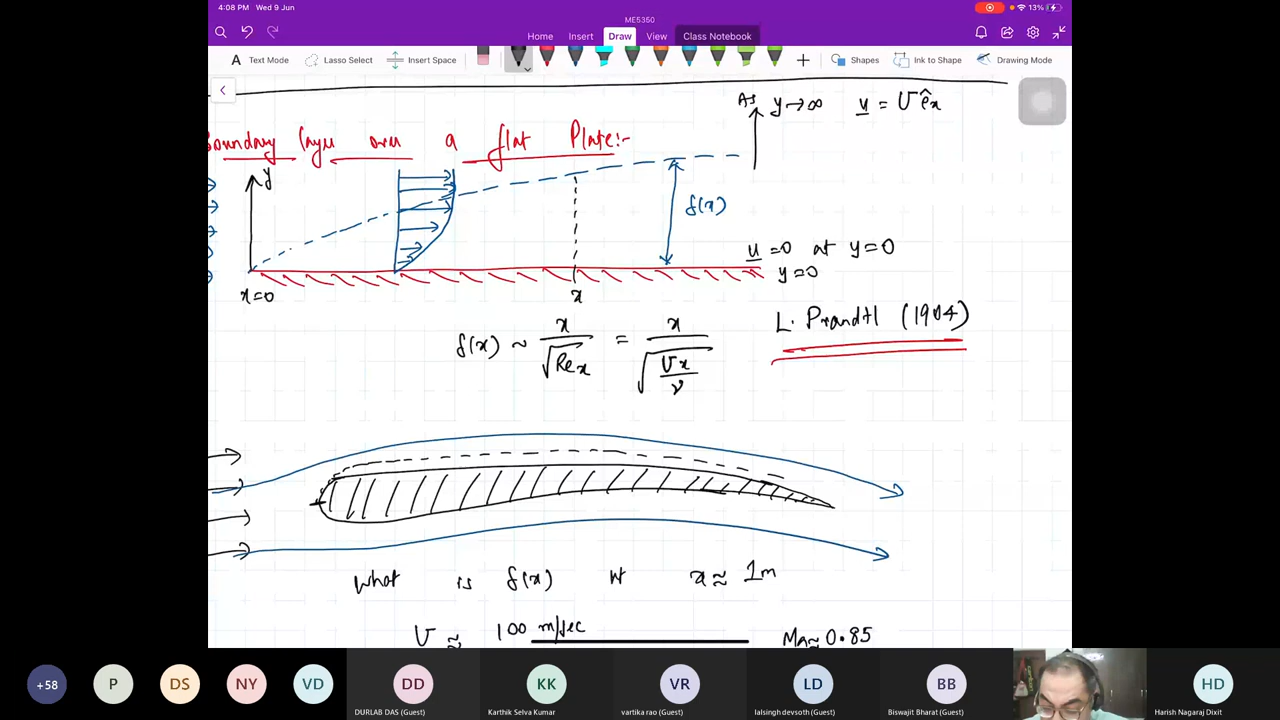 4:08 PM Wed 9 Jun
13%
ME5350
Home Insert Draw View Class Notebook
Text Mode Lasso Select Insert Space Shapes Ink to Shape Drawing Mode
As y→∞ u = U êx
Boundary layer over a flat Plate:-
y
δ(x)
u=0 at y=0
y=0
x=0
x
L. Prandtl (1904)
δ(x) ~ x/√Rex = x/√(Ux/ν)
What is δ(x) at x≈ 1m
U ≈ 100 m/sec Ma≈0.85
+58 P DS NY VD DD KK VR LD BB HD
DURLAB DAS (Guest) Karthik Selva Kumar vartika rao (Guest) lalsingh devsoth (Guest) Biswajit Bharat (Guest) Harish Nagaraj Dixit